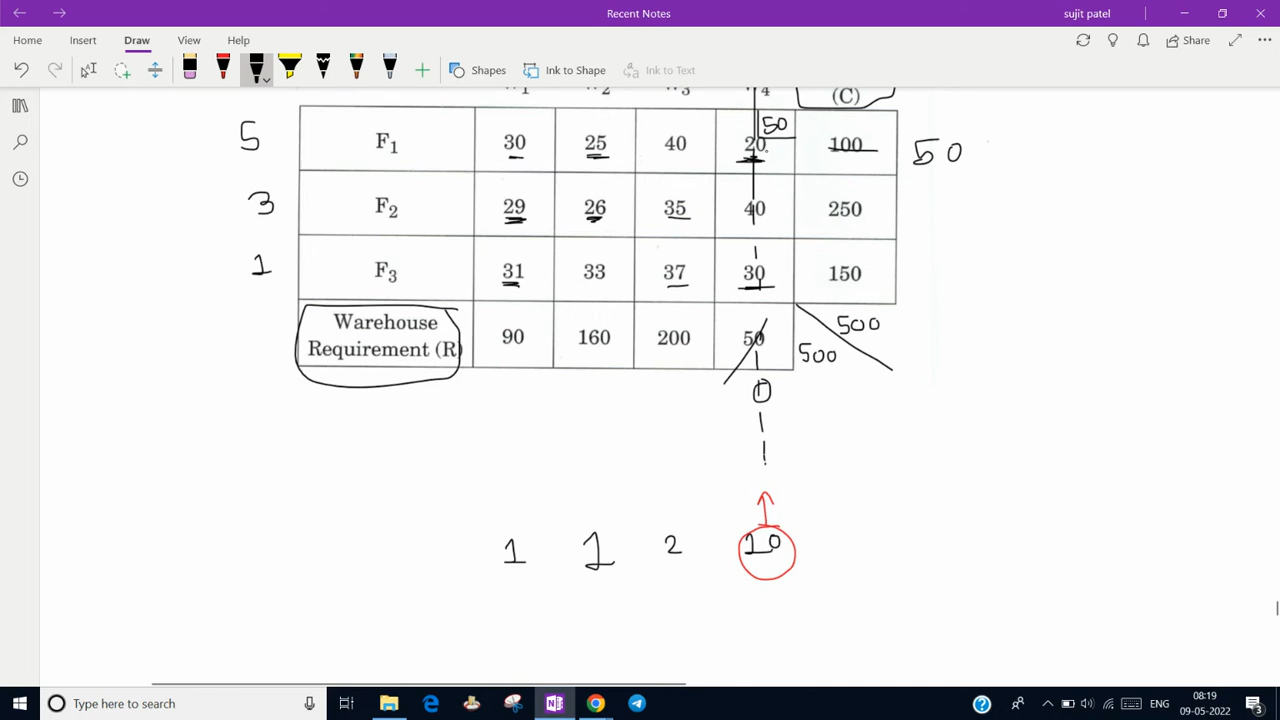 Recent Notes
sujit patel
Home Insert Draw View Help
Share
Shapes Ink to Shape Ink to Text
(C)
5 F1 30 25 40 20 50 100 50
3 F2 29 26 35 40 250
1 F3 31 33 37 30 150
Warehouse
Requirement (R) 90 160 200 50 500 500
0
1 1 2 10
Type here to search
ENG
08:19
09-05-2022
3